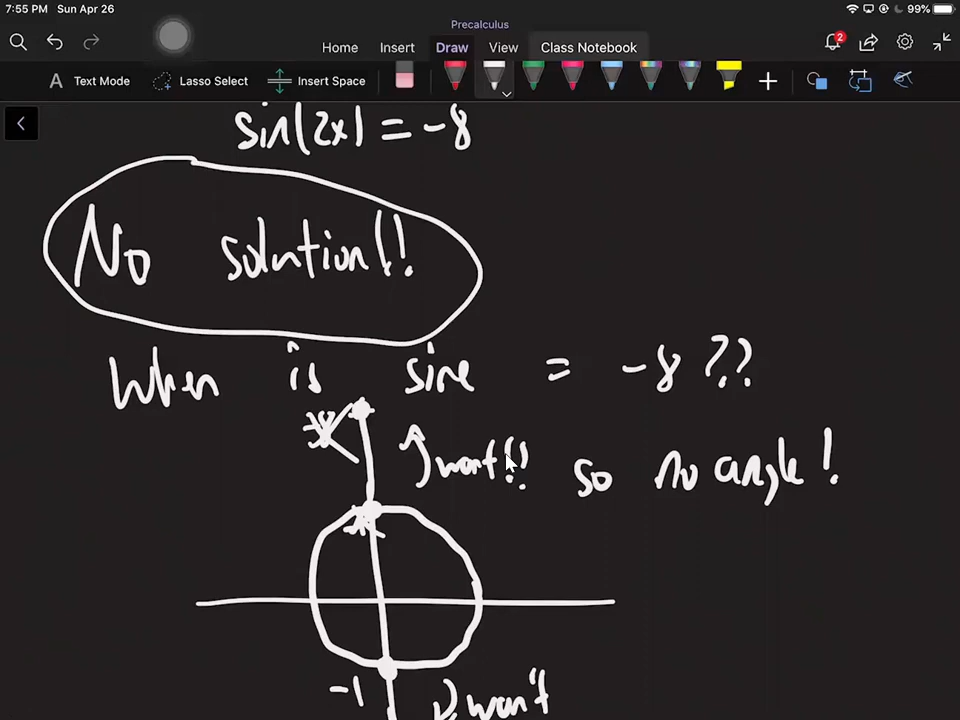 7:55 PM Sun Apr 26
99%
Precalculus
Home Insert Draw View Class Notebook
2
Text Mode Lasso Select Insert Space
sin(2x) = -8
No solution!!
When is sine = -8??
won't!! so no angle!
-1 won't